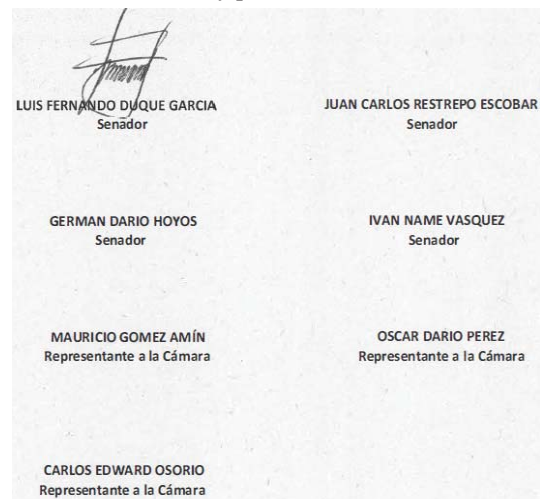 LUIS FERNANDO DUQUE GARCIA
Senador
JUAN CARLOS RESTREPO ESCOBAR
Senador
GERMAN DARIO HOYOS
Senador
IVAN NAME VASQUEZ
Senador
MAURICIO GOMEZ AMÍN
Representante a la Cámara
OSCAR DARIO PEREZ
Representante a la Cámara
CARLOS EDWARD OSORIO
Representante a la Cámara